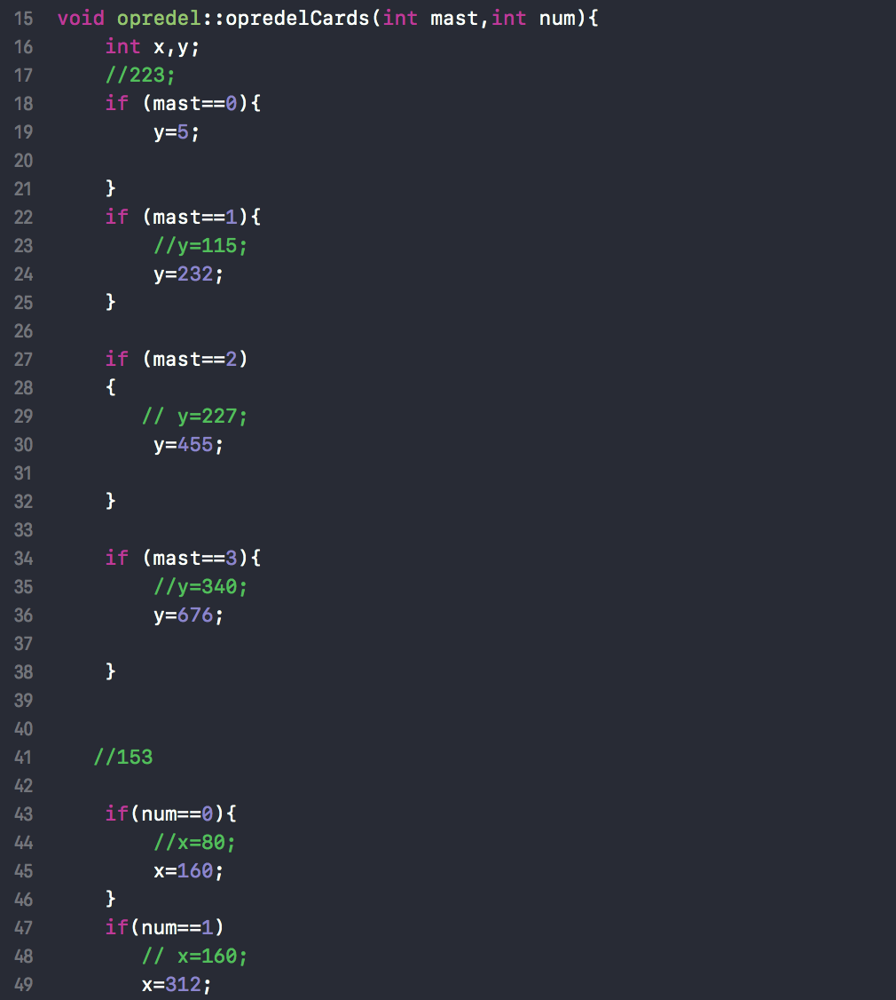 15 void opredel::opredelCards(int mast,int num){
16     int x,y;
17     //223;
18     if (mast==0){
19         y=5;
20
21     }
22     if (mast==1){
23         //y=115;
24         y=232;
25     }
26
27     if (mast==2)
28     {
29        // y=227;
30         y=455;
31
32     }
33
34     if (mast==3){
35         //y=340;
36         y=676;
37
38     }
39
40
41    //153
42
43     if(num==0){
44         //x=80;
45         x=160;
46     }
47     if(num==1)
48        // x=160;
49        x=312;